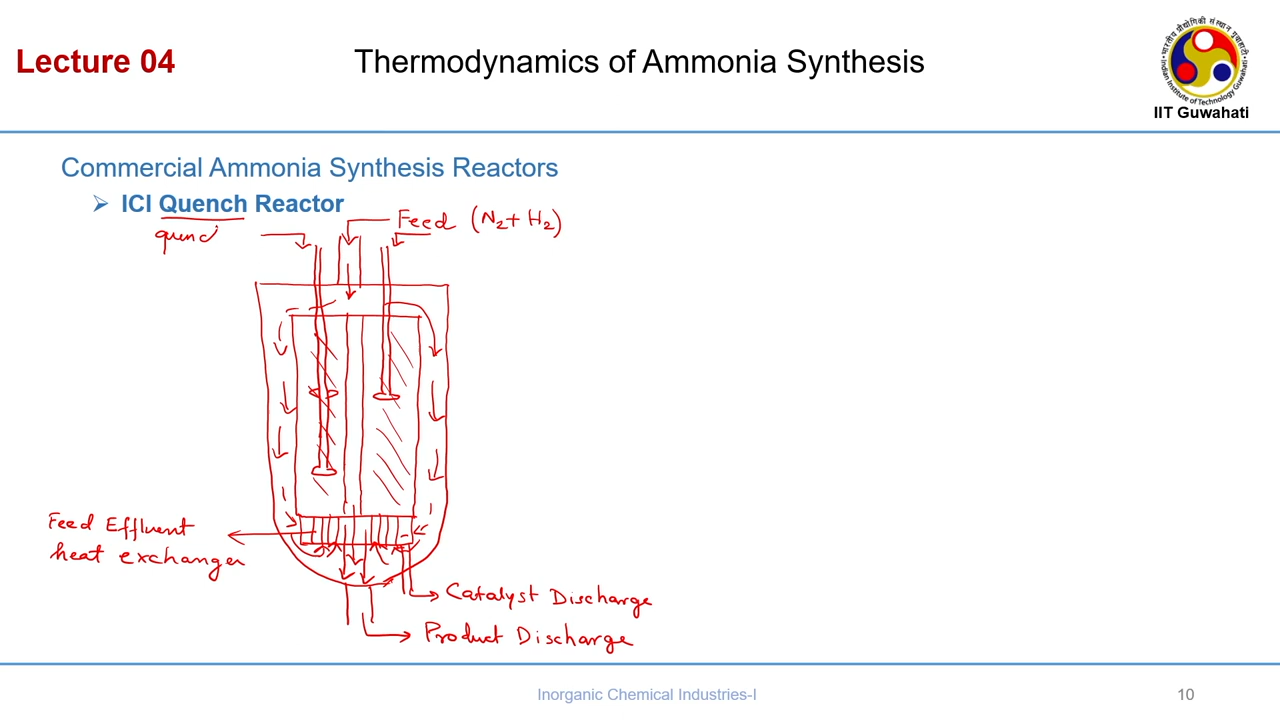 Lecture 04
Thermodynamics of Ammonia Synthesis
IIT Guwahati
Commercial Ammonia Synthesis Reactors
ICI Quench Reactor
Feed (N2+ H2)
quenc
Feed Effluent
heat exchanger
Catalyst Discharge
Product Discharge
Inorganic Chemical Industries-I
10